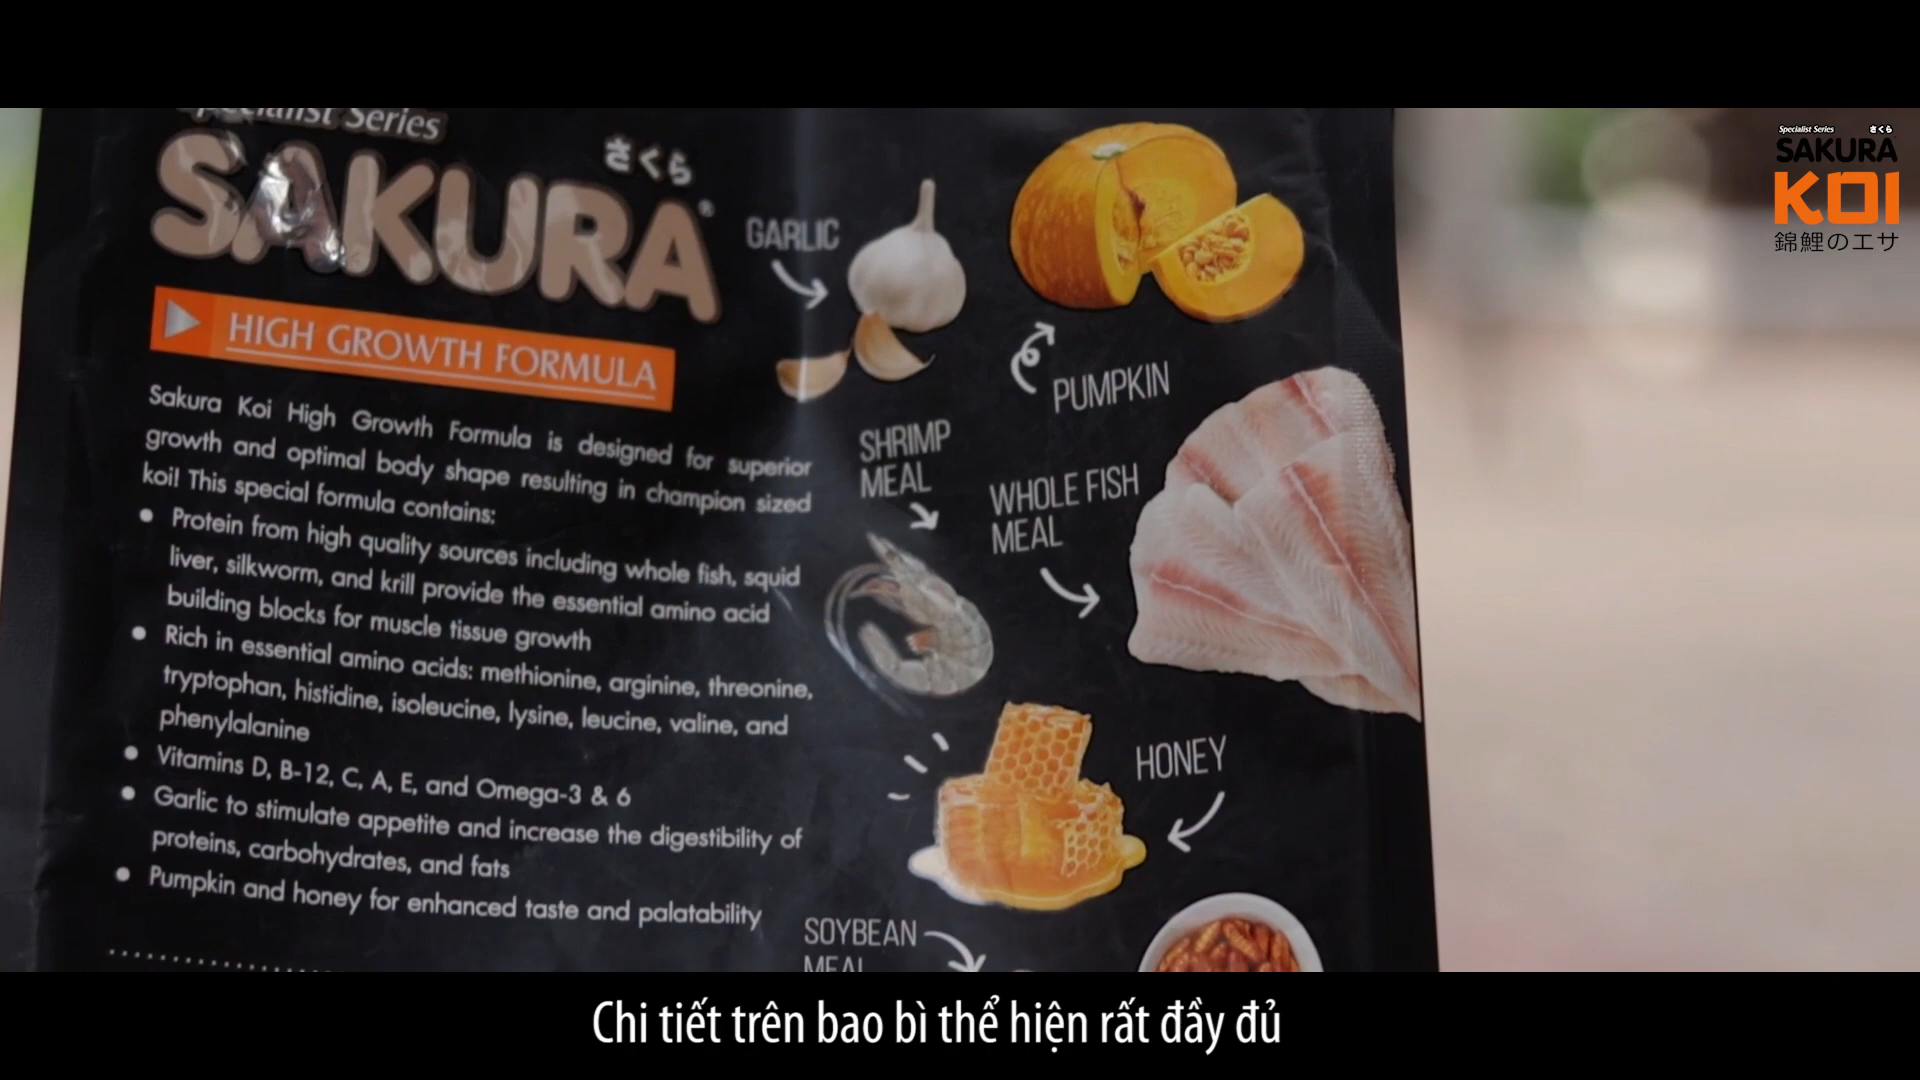 Specialist Series
さくら
SAKURA®
HIGH GROWTH FORMULA
Sakura Koi High Growth Formula is designed for superior
growth and optimal body shape resulting in champion sized
koi! This special formula contains:
• Protein from high quality sources including whole fish, squid
liver, silkworm, and krill provide the essential amino acid
building blocks for muscle tissue growth
• Rich in essential amino acids: methionine, arginine, threonine,
tryptophan, histidine, isoleucine, lysine, leucine, valine, and
phenylalanine
• Vitamins D, B-12, C, A, E, and Omega-3 & 6
• Garlic to stimulate appetite and increase the digestibility of
proteins, carbohydrates, and fats
• Pumpkin and honey for enhanced taste and palatability
GARLIC
PUMPKIN
SHRIMP
MEAL
WHOLE FISH
MEAL
HONEY
SOYBEAN
MEAL
Specialist Series さくら
SAKURA
KOI
錦鯉のエサ
Chi tiết trên bao bì thể hiện rất đầy đủ